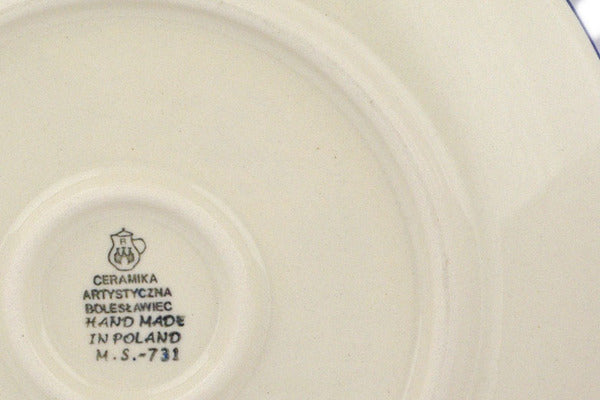 CERAMIKA
ARTYSTYCZNA
BOLESŁAWIEC
HAND MADE
IN POLAND
M.S.-731